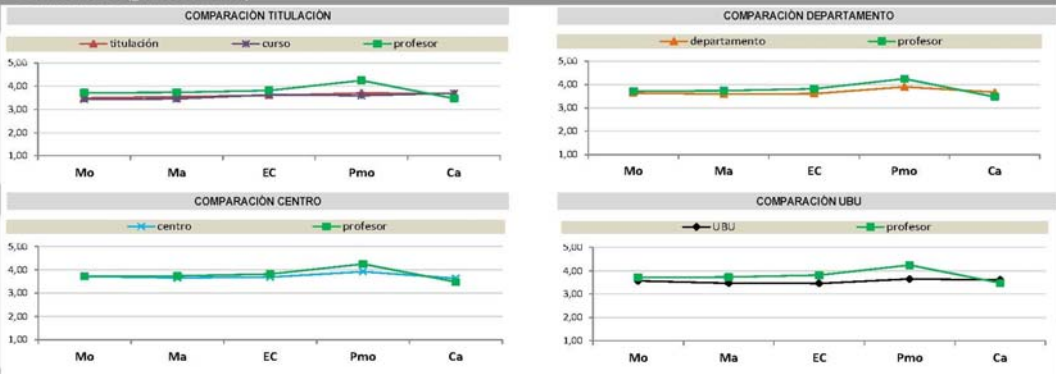 COMPARACIÓN TITULACIÓN
titulación curso profesor
5,00
4,00
3,00
2,00
1,00
Mo Ma EC Pmo Ca
COMPARACIÓN DEPARTAMENTO
departamento profesor
5,00
4,00
3,00
2,00
1,00
Mo Ma EC Pmo Ca
COMPARACIÓN CENTRO
centro profesor
5,00
4,00
3,00
2,00
1,00
Mo Ma EC Pmo Ca
COMPARACIÓN UBU
UBU profesor
5,00
4,00
3,00
2,00
1,00
Mo Ma EC Pmo Ca